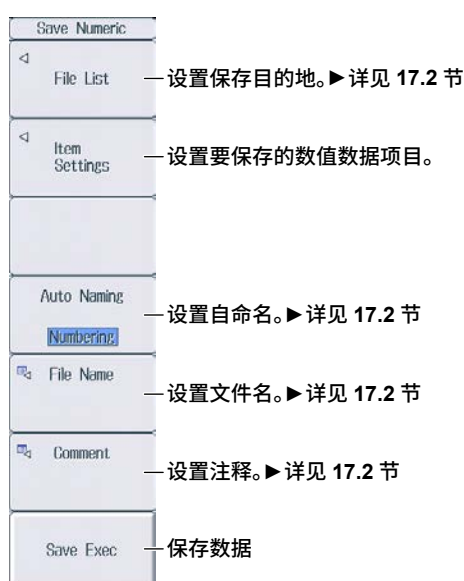 Save Numeric
File List
设置保存目的地。►详见 17.2 节
Item
Settings
设置要保存的数值数据项目。
Auto Naming
Numbering
设置自命名。►详见 17.2 节
File Name
设置文件名。►详见 17.2 节
Comment
设置注释。►详见 17.2 节
Save Exec
保存数据